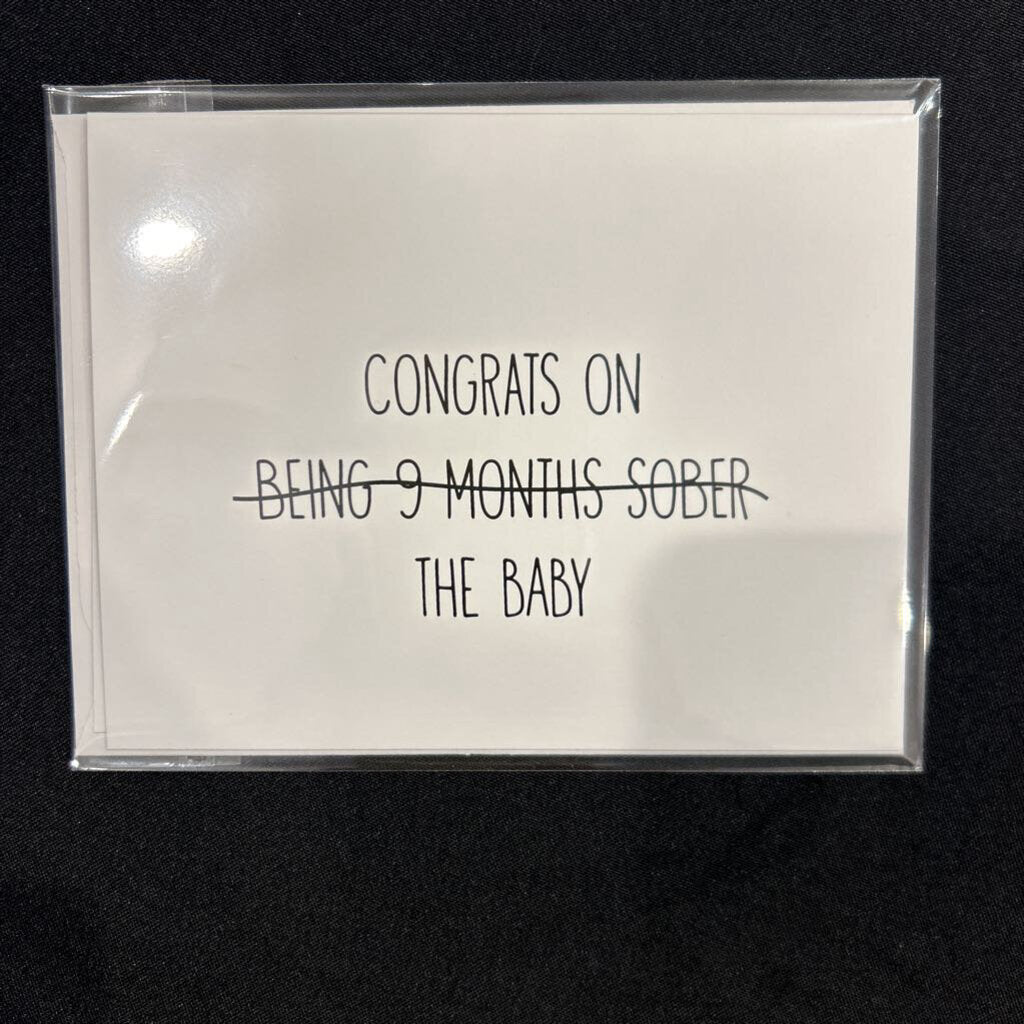 CONGRATS ON
BEING 9 MONTHS SOBER
THE BABY